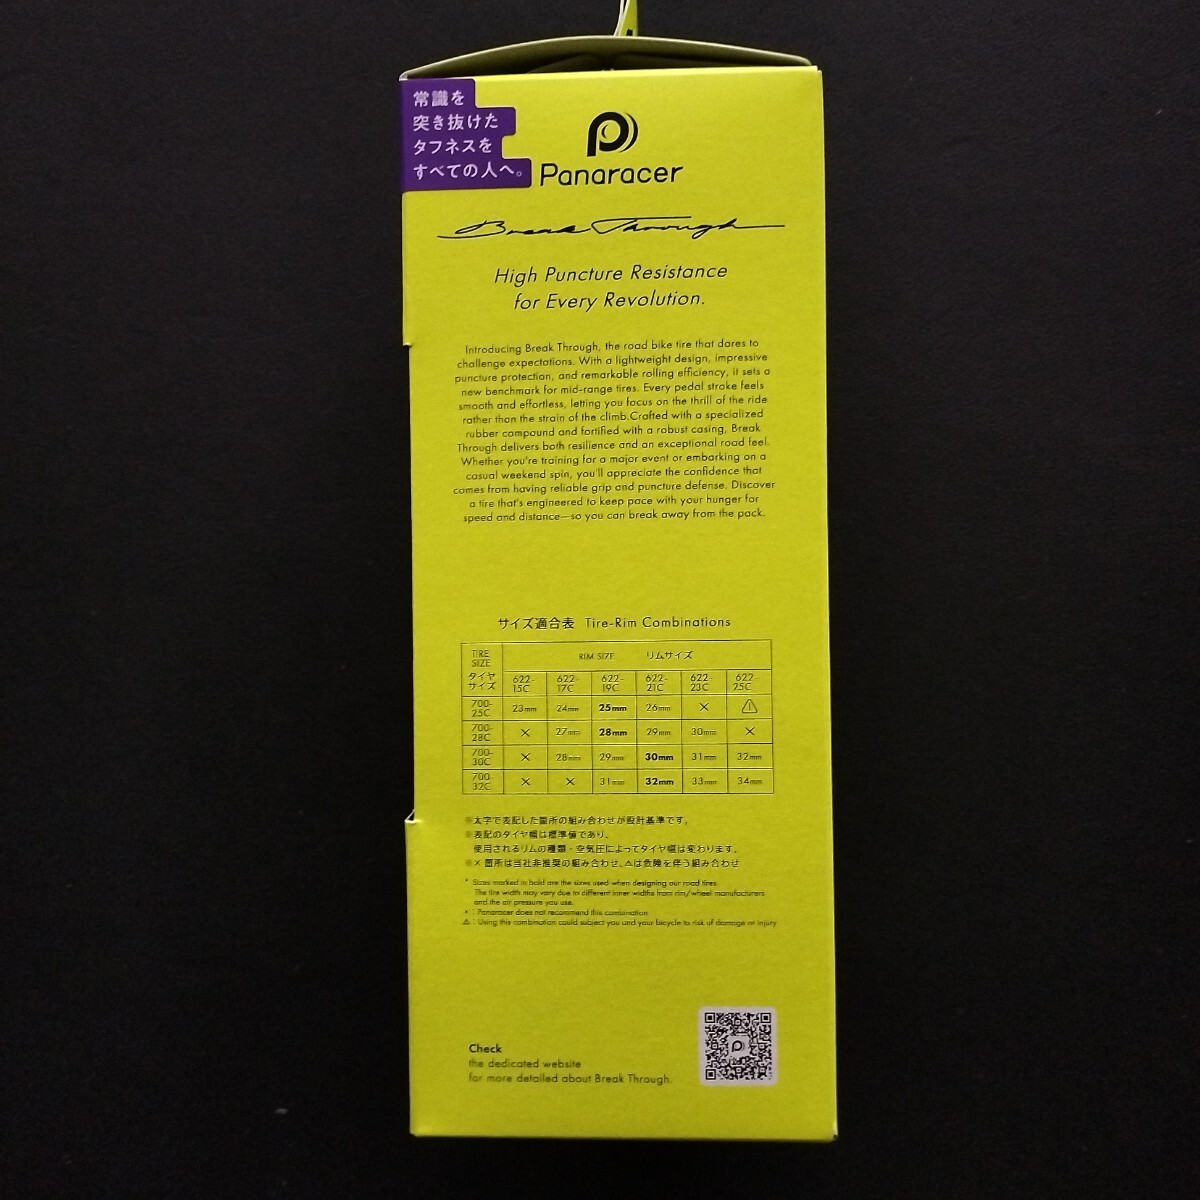 常識を
突き抜けた
タフネスを
すべての人へ。
Panaracer
Break Through
High Puncture Resistance
for Every Revolution.
Introducing Break Through, the road bike tire that dares to
challenge expectations. With a lightweight design, impressive
puncture protection, and remarkable rolling efficiency, it sets a
new benchmark for mid-range tires. Every pedal stroke feels
smooth and effortless, letting you focus on the thrill of the ride
rather than the strain of the climb.Crafted with a specialized
rubber compound and fortified with a robust casing, Break
Through delivers both resilience and an exceptional road feel.
Whether you're training for a major event or embarking on a
casual weekend spin, you'll appreciate the confidence that
comes from having reliable grip and puncture defense. Discover
a tire that's engineered to keep pace with your hunger for
speed and distance—so you can break away from the pack.
サイズ適合表 Tire-Rim Combinations
TIRE SIZE タイヤサイズ RIM SIZE リムサイズ
622-15C 622-17C 622-19C 622-21C 622-23C 622-25C
700-25C 23mm 24mm 25mm 26mm × ⚠
700-28C × 27mm 28mm 29mm 30mm ×
700-30C × 28mm 29mm 30mm 31mm 32mm
700-32C × × 31mm 32mm 33mm 34mm
※太字で表記した箇所の組み合わせが設計基準です。
※表記のタイヤ幅は標準値であり、
使用されるリムの種類・空気圧によってタイヤ幅は変わります。
※×箇所は当社非推奨の組み合わせ、⚠は危険を伴う組み合わせ
* Sizes marked in bold are the sizes used when designing our road tires.
The tire width may vary due to different inner widths from rim/wheel manufacturers
and the air pressure you use.
× : Panaracer does not recommend this combination
⚠ : Using this combination could subject you and your bicycle to risk of damage or injury
Check
the dedicated website
for more detailed about Break Through.